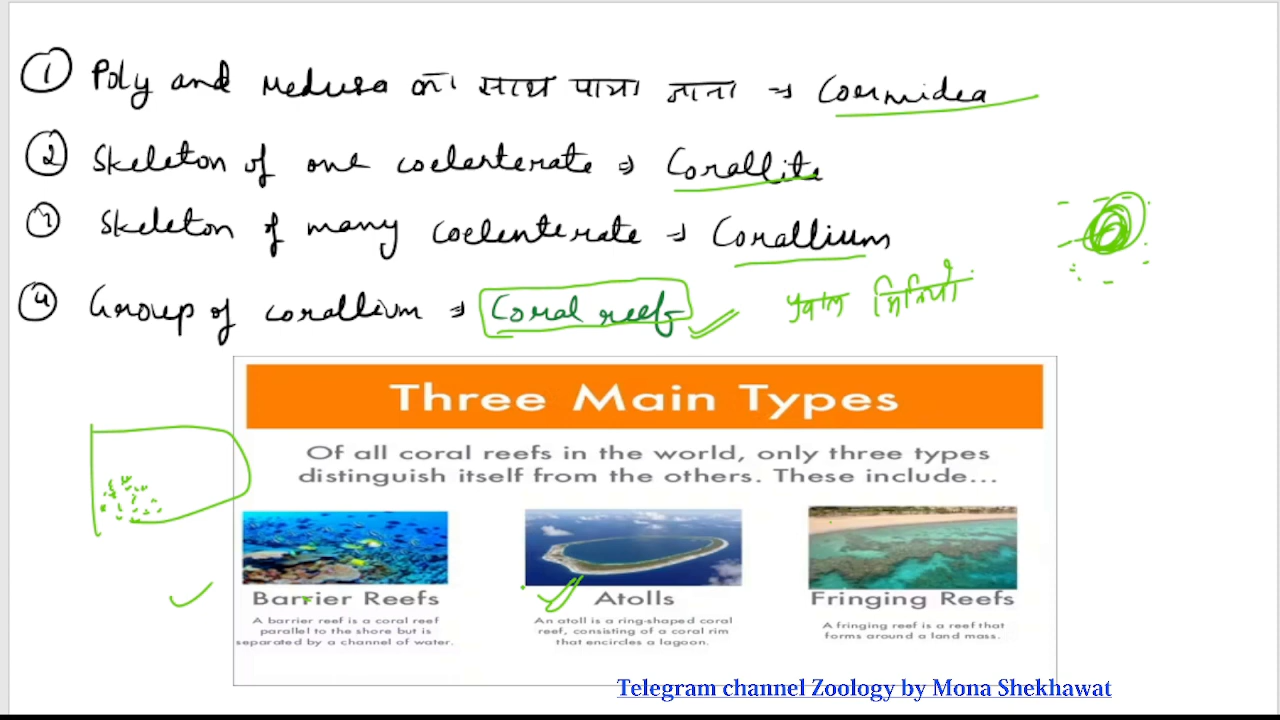 ① Poly and Medusa का साथ पाया जाना ⇒ Coermidea
② Skeleton of one coelenterate ⇒ Corallite
③ Skeleton of many coelenterate ⇒ Corallium
④ Group of corallium ⇒ Coral reef प्रवाल भित्तियाँ
Three Main Types
Of all coral reefs in the world, only three types
distinguish itself from the others. These include...
Barrier Reefs
A barrier reef is a coral reef
parallel to the shore but is
separated by a channel of water.
Atolls
An atoll is a ring-shaped coral
reef, consisting of a coral rim
that encircles a lagoon.
Fringing Reefs
A fringing reef is a reef that
forms around a land mass.
Telegram channel Zoology by Mona Shekhawat